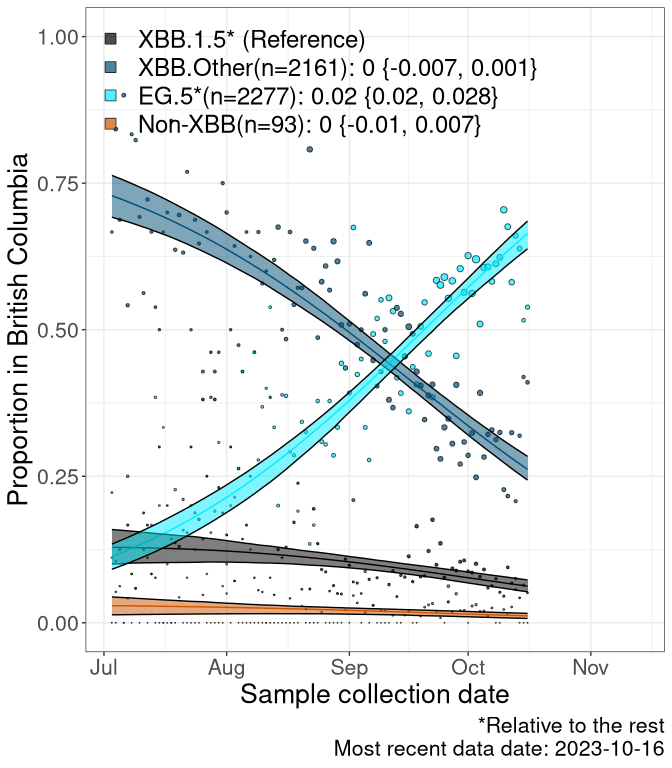 1.00
XBB.1.5* (Reference)
XBB.Other(n=2161): 0 {-0.007, 0.001}
EG.5*(n=2277): 0.02 {0.02, 0.028}
Non-XBB(n=93): 0 {-0.01, 0.007}
0.75
0.50
0.25
0.00
Proportion in British Columbia
Jul Aug Sep Oct Nov
Sample collection date
*Relative to the rest
Most recent data date: 2023-10-16